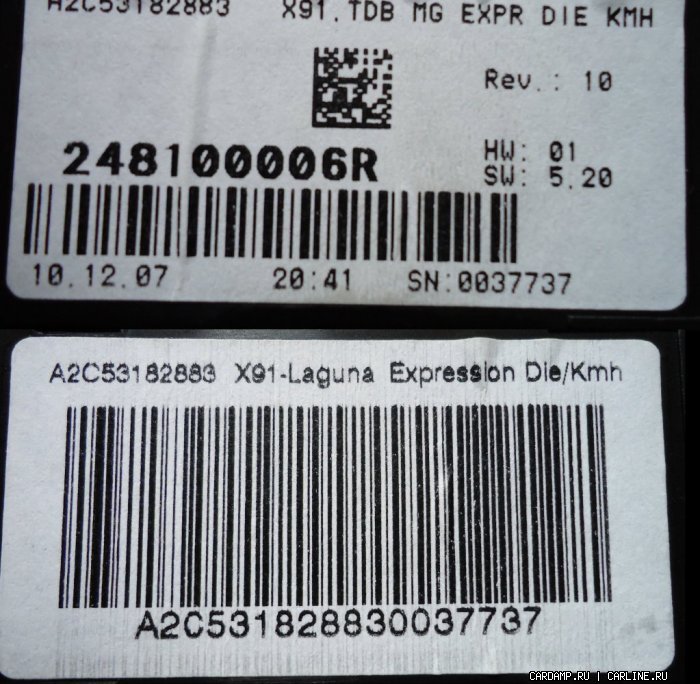 A2C53182883 X91.TDB MG EXPR DIE KMH
Rev.: 10
248100006R
HW: 01
SW: 5.20
10.12.07 20:41 SN:0037737
A2C53182883 X91-Laguna Expression Die/Kmh
A2C531828830037737
CARDAMP.RU | CARLINE.RU